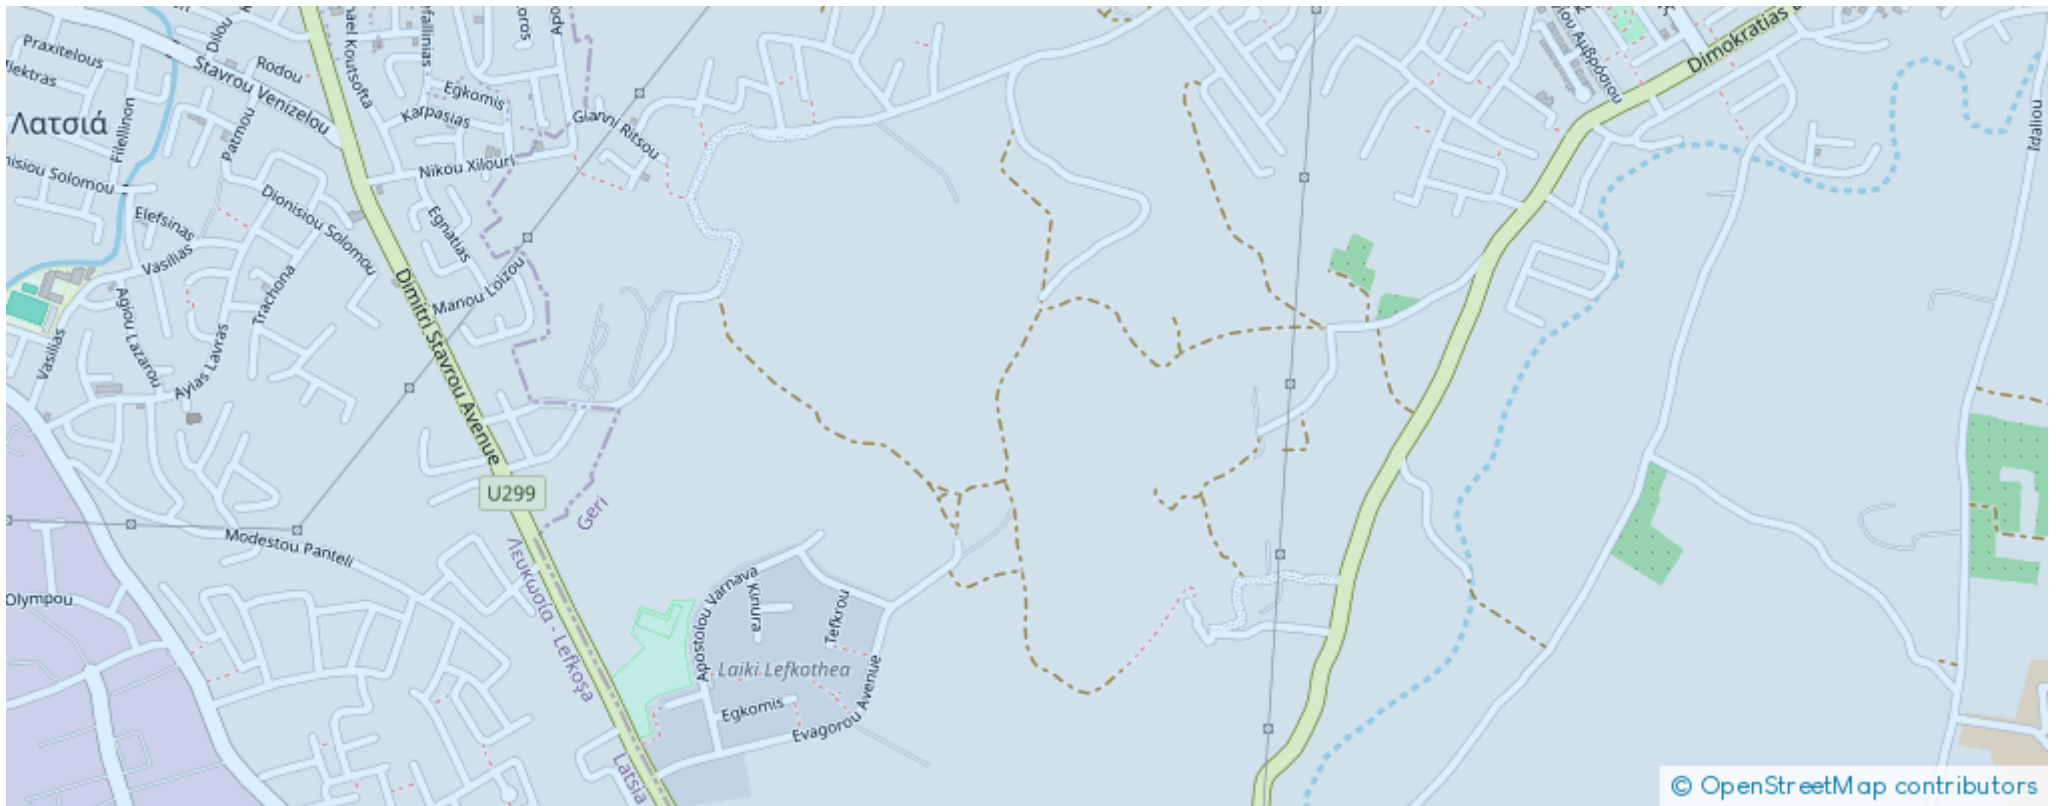 Praxitelous
Dilou
Rodou
Stavrou Venizelou
Egkomis
Karpasias
Gianni Ritsou
Λατσιά
Filellinon
Patmou
Nikou Xilouri
Dionisiou Solomou
Elefsinas
Vasilias
Egnatias
Manou Loizou
Trachona
Agiou Lazarou
Ayias Lavras
Vasilias
Dimitri Stavrou Avenue
U299
Geri
Modestou Panteli
Olympou
Λευκωσία - Lefkoşa
Latsia
Apostolou Varnava
Kinura
Tefkrou
Laiki Lefkothea
Egkomis
Evagorou Avenue
Dimokratias
Idalion
© OpenStreetMap contributors